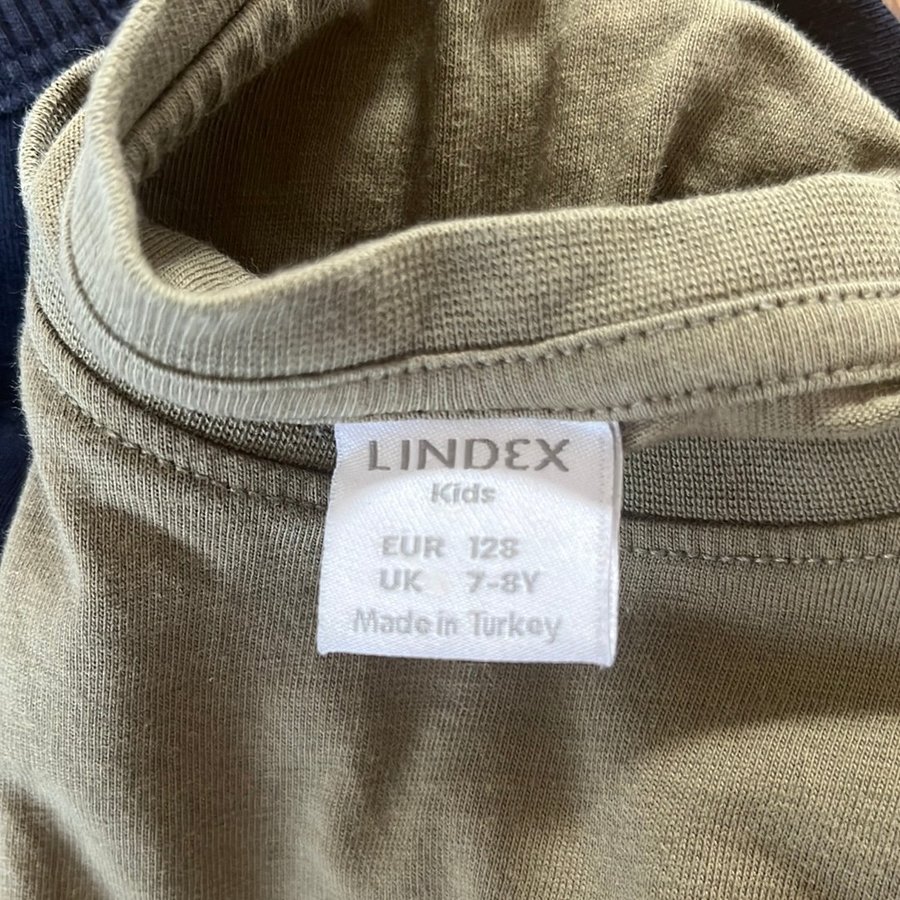 LINDEX
Kids
EUR 128
UK 7-8Y
Made in Turkey